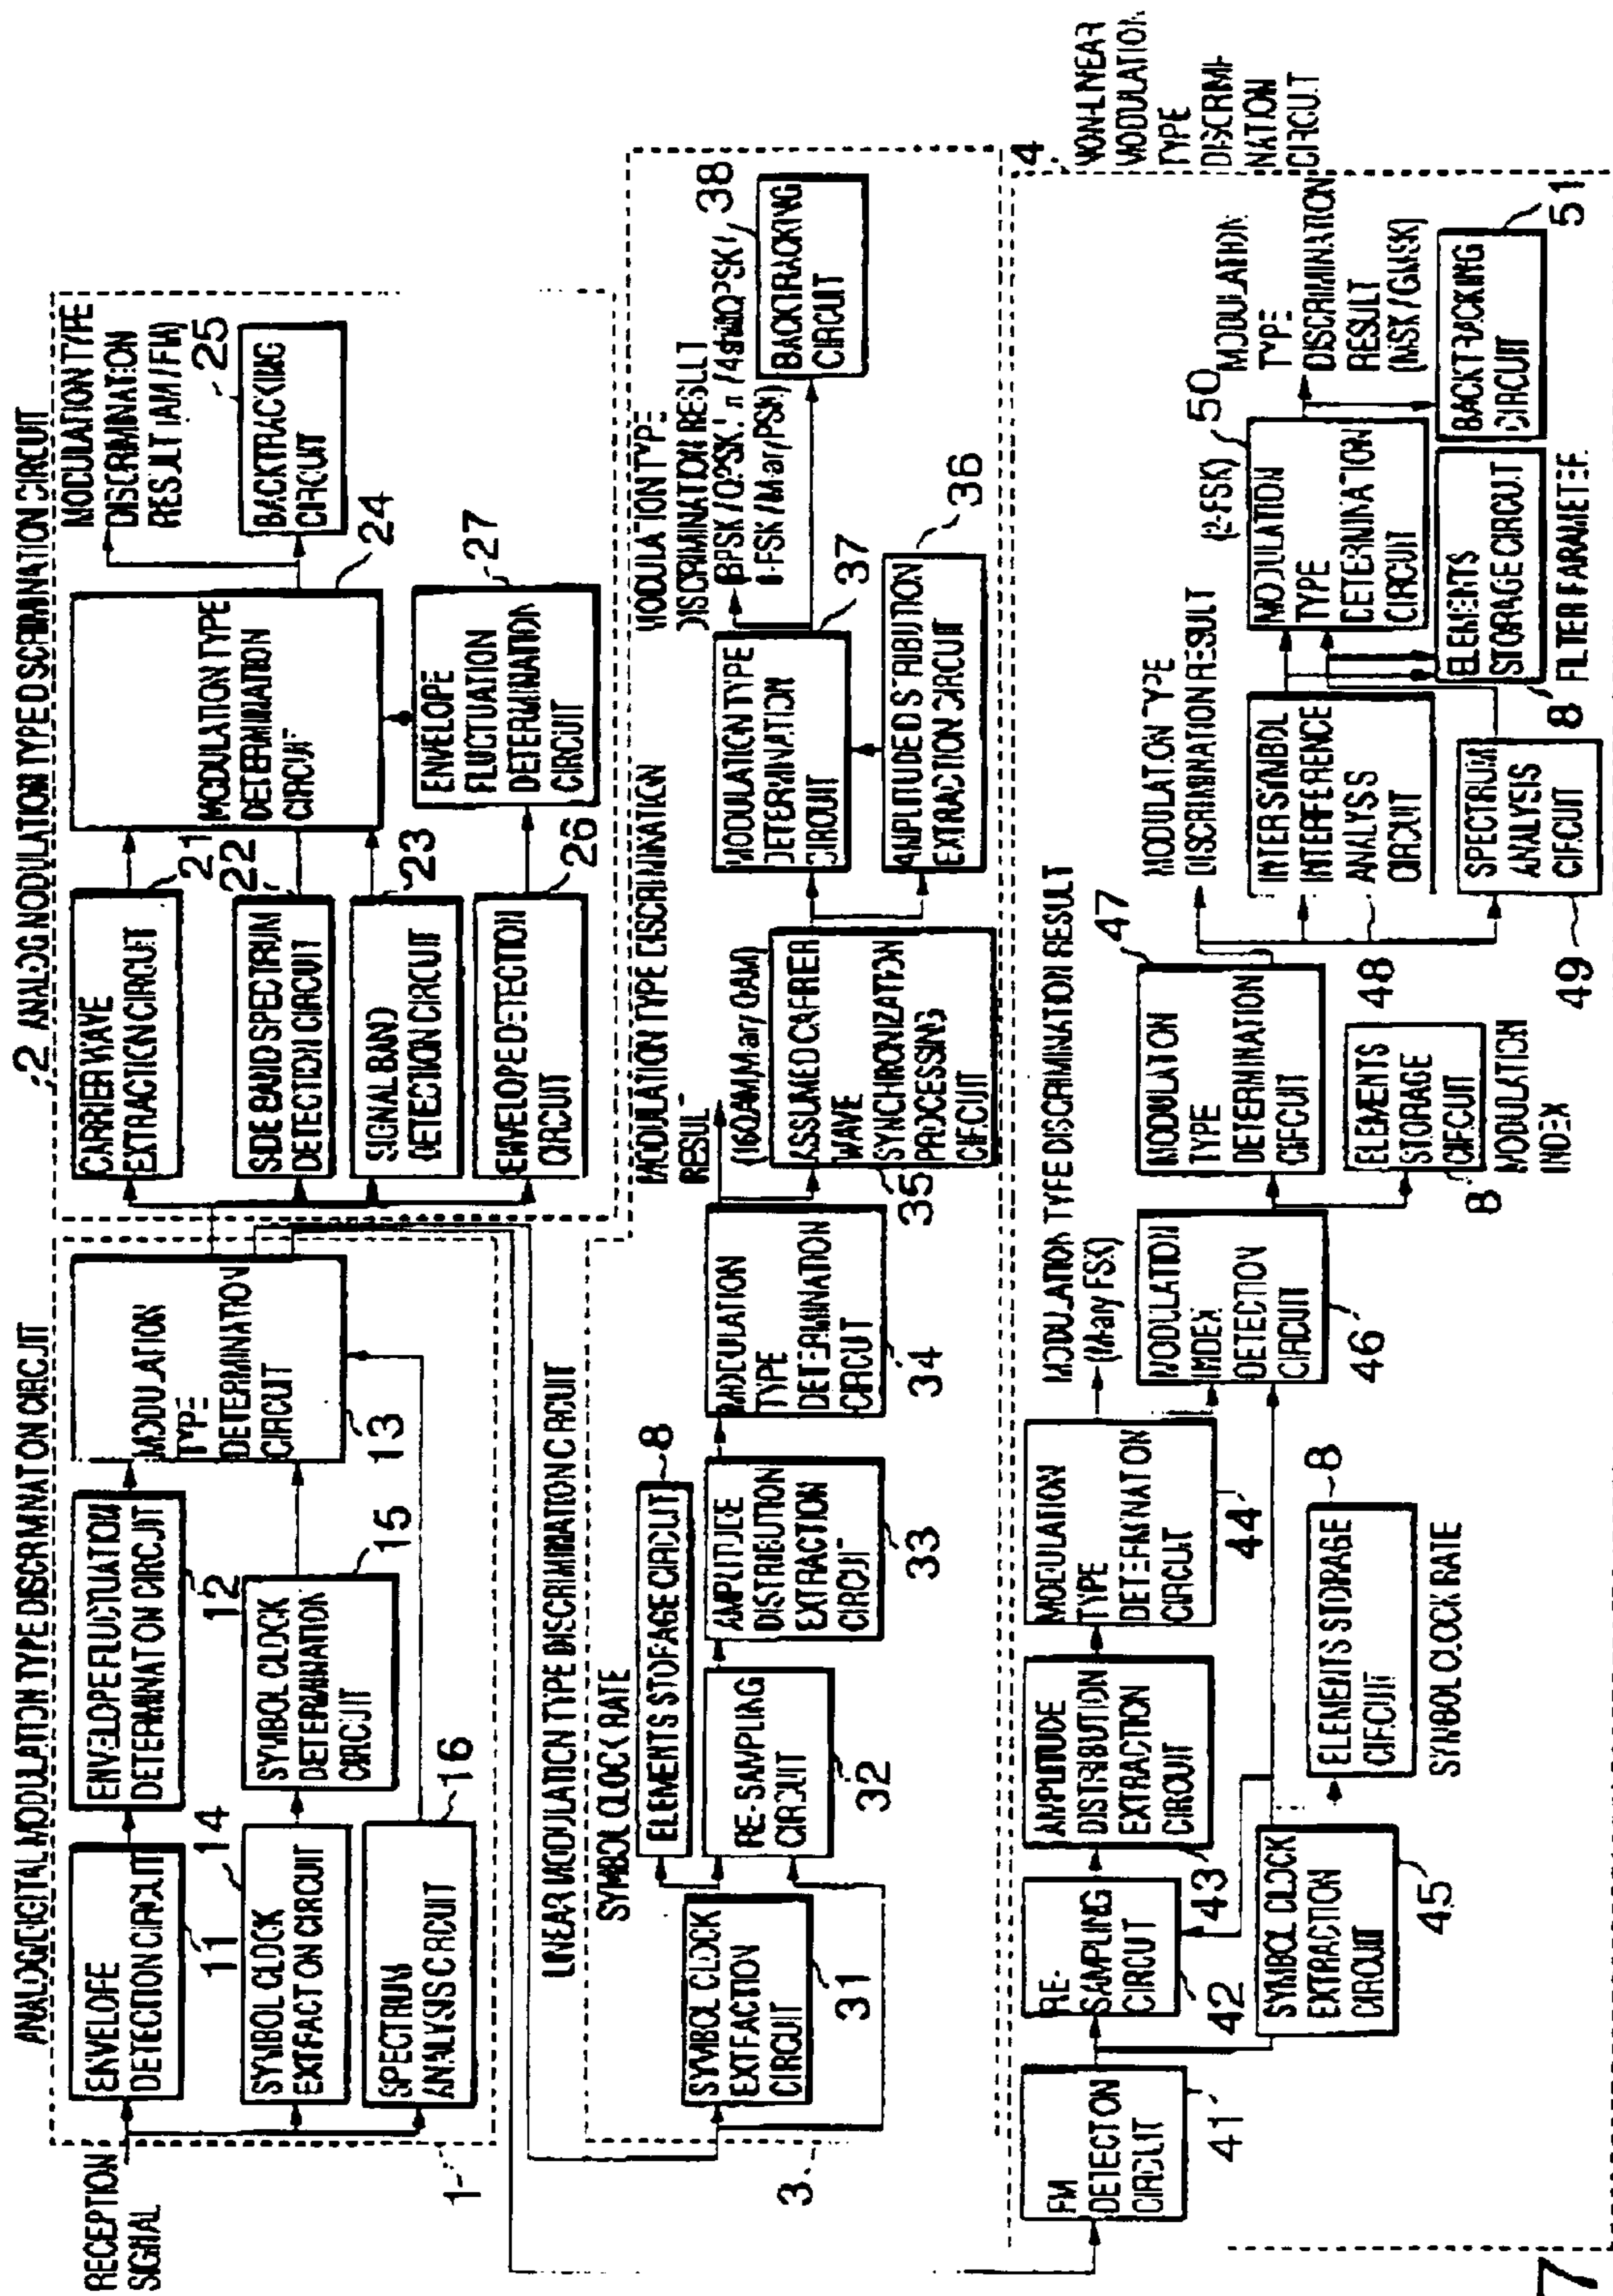 ANALOG/DIGITAL MODULATION TYPE DISCRIMINATION CIRCUIT
RECEPTION
SIGNAL
1
ENVELOPE
DETECTION CIRCUIT
11
ENVELOPE FLUCTUATION
DETERMINATION CIRCUIT
12
SYMBOL CLOCK
EXTRACTION CIRCUIT
14
SYMBOL CLOCK
DETERMINATION
CIRCUIT
15
SPECTRUM
ANALYSIS CIRCUIT
16
MODULATION
TYPE
DETERMINATION
CIRCUIT
13
2 ANALOG MODULATION TYPE DISCRIMINATION CIRCUIT
CARRIER WAVE
EXTRACTION CIRCUIT
21
SIDE BAND SPECTRUM
DETECTION CIRCUIT
22
SIGNAL BAND
DETECTION CIRCUIT
23
ENVELOPE DETECTION
CIRCUIT
26
MODULATION TYPE
DETERMINATION
CIRCUIT
24
ENVELOPE
FLUCTUATION
DETERMINATION
CIRCUIT
27
MODULATION TYPE
DISCRIMINATION
RESULT (AM/FM)
25
BACKTRACKING
CIRCUIT
LINEAR MODULATION TYPE DISCRIMINATION CIRCUIT
3
SYMBOL CLOCK RATE
SYMBOL CLOCK
EXTRACTION
CIRCUIT
31
ELEMENTS STORAGE CIRCUIT
8
RE-SAMPLING
CIRCUIT
32
AMPLITUDE
DISTRIBUTION
EXTRACTION
CIRCUIT
33
MODULATION
TYPE
DETERMINATION
CIRCUIT
34
MODULATION TYPE DISCRIMINATION
RESULT
(16QAM/Mary QAM)
ASSUMED CARRIER
WAVE
SYNCHRONIZATION
PROCESSING
CIRCUIT
35
MODULATION TYPE
DETERMINATION
CIRCUIT
37
AMPLITUDE DISTRIBUTION
EXTRACTION CIRCUIT
36
MODULATION TYPE
DISCRIMINATION RESULT
BACKTRACKING
CIRCUIT
38
4
NON-LINEAR
MODULATION
TYPE
DISCRIMI-
NATION
CIRCUIT
FM
DETECTION
CIRCUIT
41
RE-
SAMPLING
CIRCUIT
42
AMPLITUDE
DISTRIBUTION
EXTRACTION
CIRCUIT
43
MODULATION
TYPE
DETERMINATION
CIRCUIT
44
SYMBOL CLOCK
EXTRACTION
CIRCUIT
45
ELEMENTS STORAGE
CIRCUIT
8
SYMBOL CLOCK RATE
MODULATION TYPE DISCRIMINATION RESULT
(Mary FSK)
MODULATION
INDEX
DETECTION
CIRCUIT
46
MODULATION
TYPE
DETERMINATION
CIRCUIT
47
ELEMENTS
STORAGE
CIRCUIT
8
MODULATION
INDEX
MODULATION TYPE
DISCRIMINATION RESULT
(2-FSK)
INTER SYMBOL
INTERFERENCE
ANALYSIS
CIRCUIT
48
SPECTRUM
ANALYSIS
CIRCUIT
49
MODULATION
TYPE
DETERMINATION
CIRCUIT
50
ELEMENTS
STORAGE CIRCUIT
8
FILTER PARAMETER
MODULATION
TYPE
DISCRIMINATION
RESULT
(MSK/GMSK)
BACKTRACKING
CIRCUIT
51
7